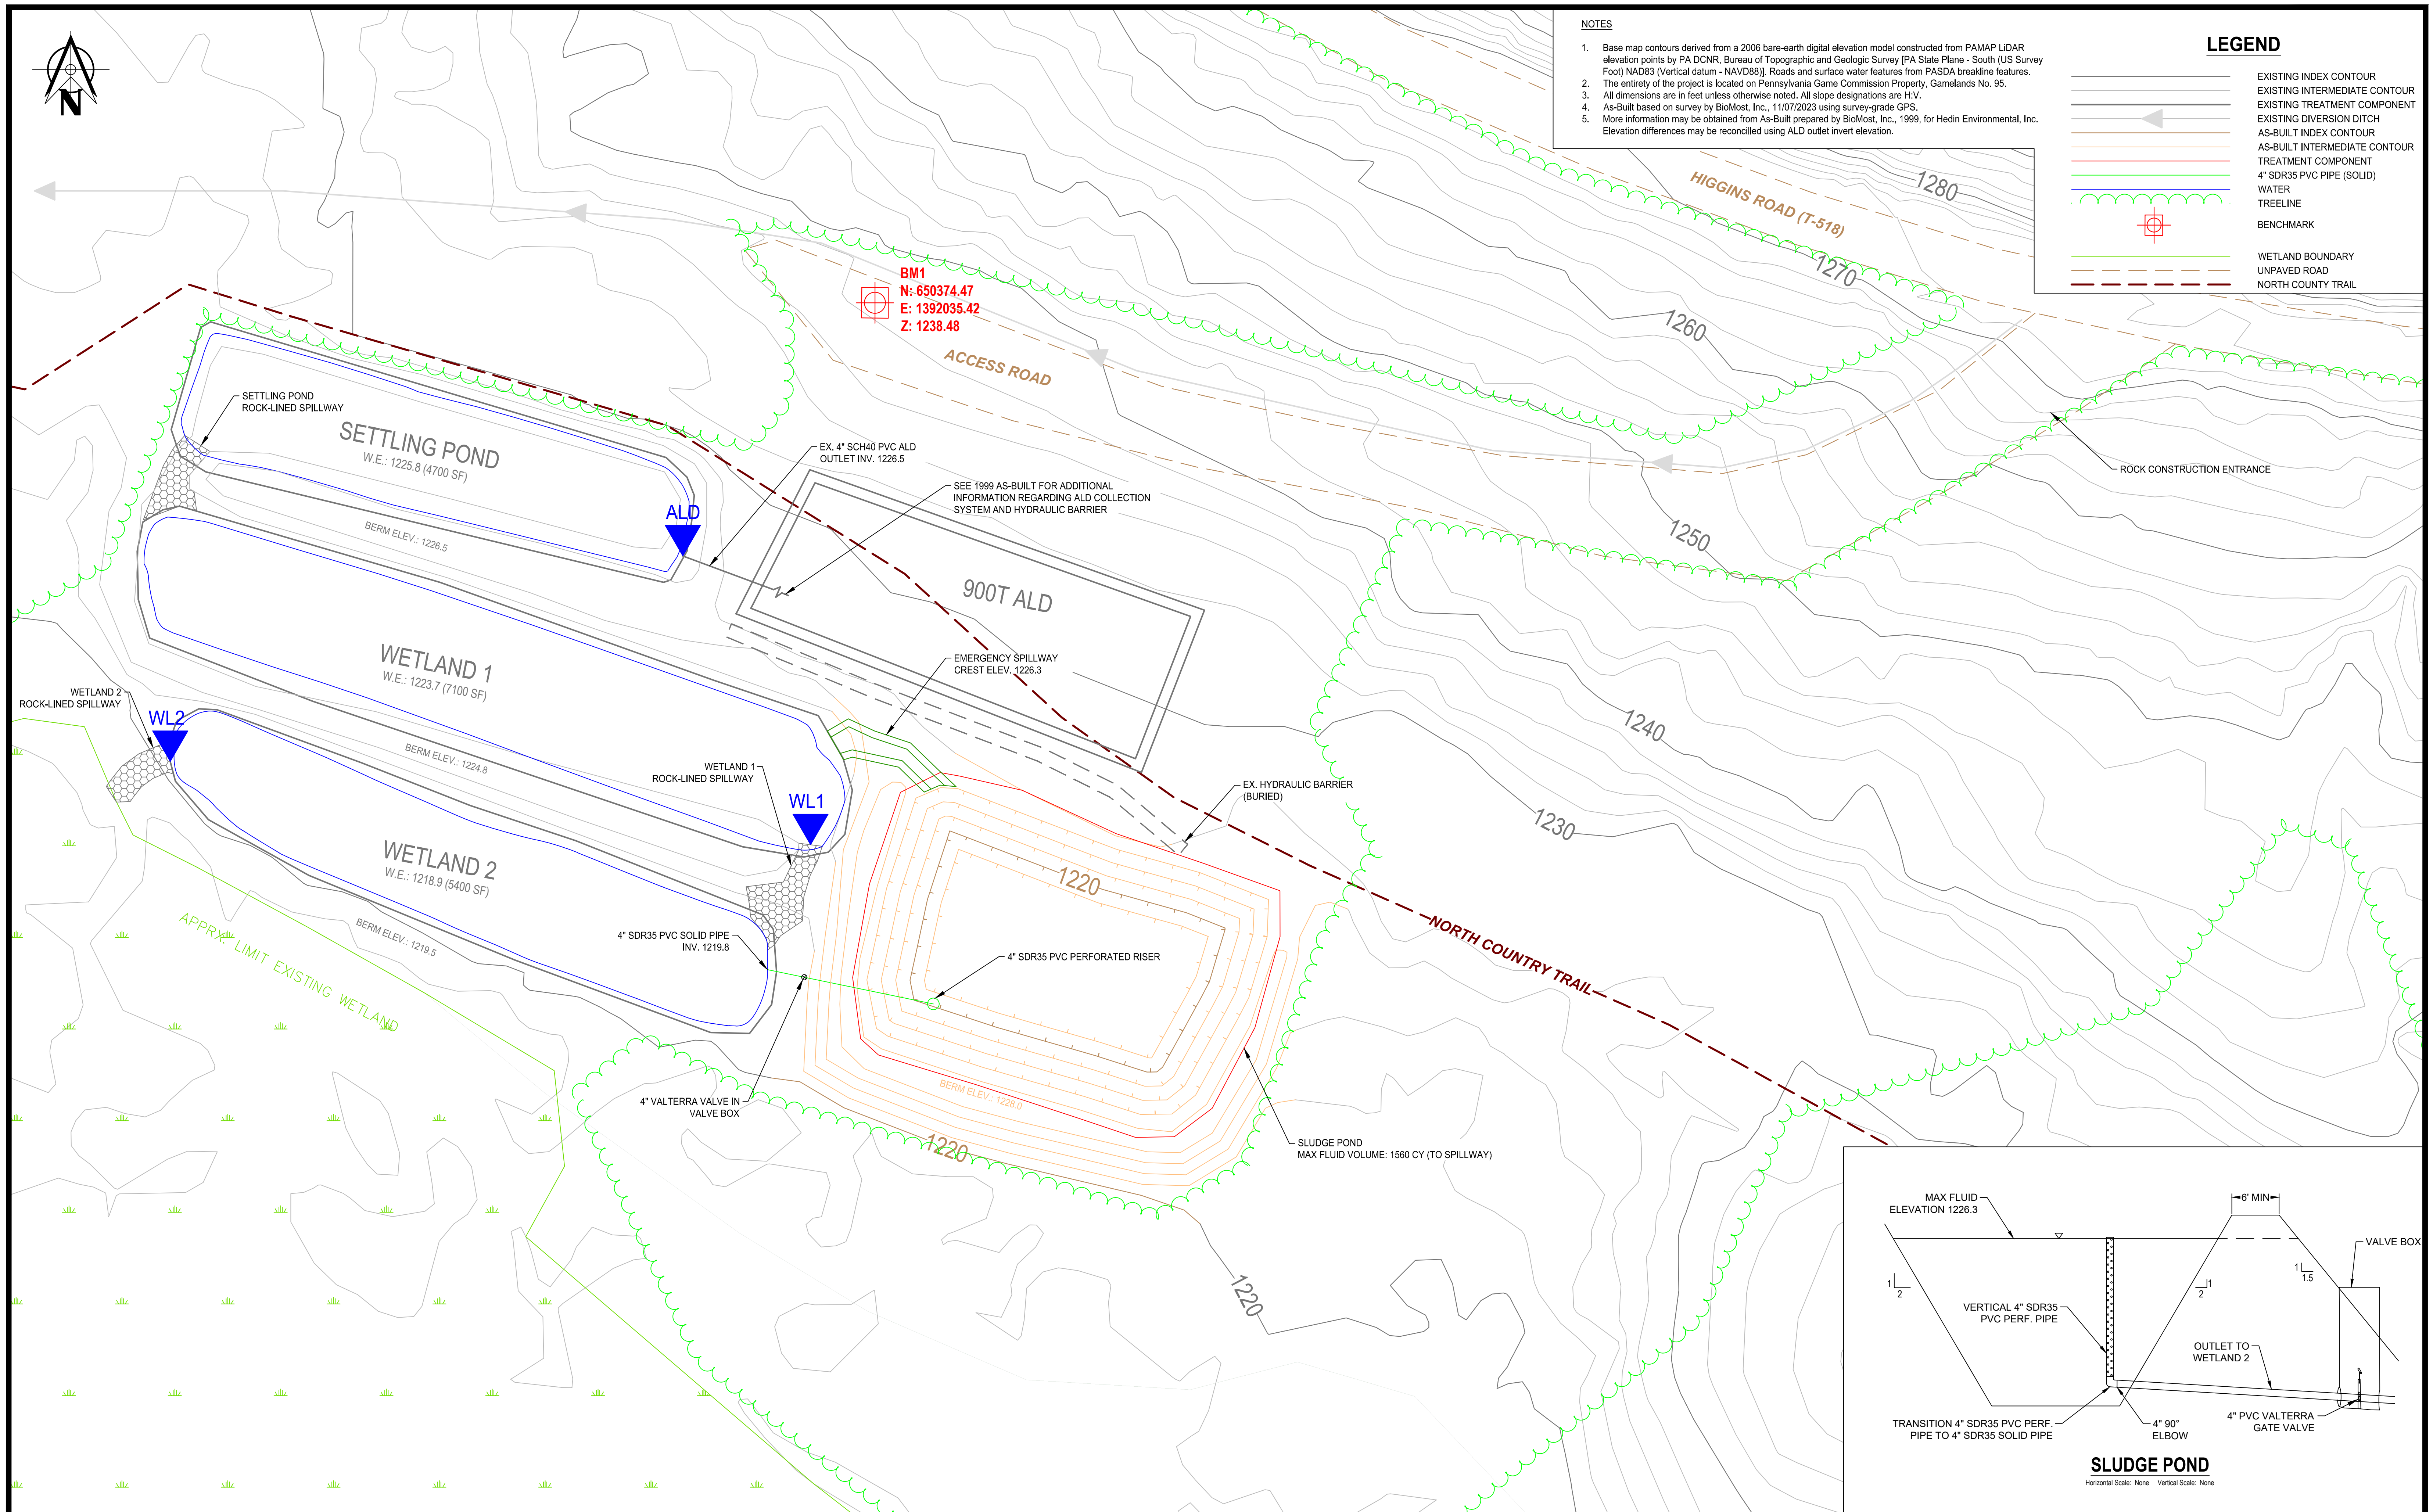 N
NOTES
1. Base map contours derived from a 2006 bare-earth digital elevation model constructed from PAMAP LiDAR
elevation points by PA DCNR, Bureau of Topographic and Geologic Survey [PA State Plane - South (US Survey
Foot) NAD83 (Vertical datum - NAVD88)]. Roads and surface water features from PASDA breakline features.
2. The entirety of the project is located on Pennsylvania Game Commission Property, Gamelands No. 95.
3. All dimensions are in feet unless otherwise noted. All slope designations are H:V.
4. As-Built based on survey by BioMost, Inc., 11/07/2023 using survey-grade GPS.
5. More information may be obtained from As-Built prepared by BioMost, Inc., 1999, for Hedin Environmental, Inc.
Elevation differences may be reconcilled using ALD outlet invert elevation.
LEGEND
EXISTING INDEX CONTOUR
EXISTING INTERMEDIATE CONTOUR
EXISTING TREATMENT COMPONENT
EXISTING DIVERSION DITCH
AS-BUILT INDEX CONTOUR
AS-BUILT INTERMEDIATE CONTOUR
TREATMENT COMPONENT
4" SDR35 PVC PIPE (SOLID)
WATER
TREELINE
BENCHMARK
WETLAND BOUNDARY
UNPAVED ROAD
NORTH COUNTY TRAIL
HIGGINS ROAD (T-518)
1280
1270
1260
1250
1240
1230
BM1
N: 650374.47
E: 1392035.42
Z: 1238.48
ACCESS ROAD
ROCK CONSTRUCTION ENTRANCE
SETTLING POND
ROCK-LINED SPILLWAY
SETTLING POND
W.E.: 1225.8 (4700 SF)
BERM ELEV.: 1226.5
ALD
EX. 4" SCH40 PVC ALD
OUTLET INV. 1226.5
SEE 1999 AS-BUILT FOR ADDITIONAL
INFORMATION REGARDING ALD COLLECTION
SYSTEM AND HYDRAULIC BARRIER
900T ALD
WETLAND 1
W.E.: 1223.7 (7100 SF)
BERM ELEV.: 1224.8
EMERGENCY SPILLWAY
CREST ELEV. 1226.3
WETLAND 2
ROCK-LINED SPILLWAY
WL2
WETLAND 1
ROCK-LINED SPILLWAY
WL1
EX. HYDRAULIC BARRIER
(BURIED)
WETLAND 2
W.E.: 1218.9 (5400 SF)
BERM ELEV.: 1219.5
APPRX. LIMIT EXISTING WETLAND
1220
4" SDR35 PVC SOLID PIPE
INV. 1219.8
4" SDR35 PVC PERFORATED RISER
NORTH COUNTRY TRAIL
4" VALTERRA VALVE IN
VALVE BOX
BERM ELEV.: 1228.0
1220
SLUDGE POND
MAX FLUID VOLUME: 1560 CY (TO SPILLWAY)
1220
MAX FLUID
ELEVATION 1226.3
6' MIN
VALVE BOX
1
2
1
2
1
1.5
VERTICAL 4" SDR35
PVC PERF. PIPE
OUTLET TO
WETLAND 2
TRANSITION 4" SDR35 PVC PERF.
PIPE TO 4" SDR35 SOLID PIPE
4" 90°
ELBOW
4" PVC VALTERRA
GATE VALVE
SLUDGE POND
Horizontal Scale: None Vertical Scale: None